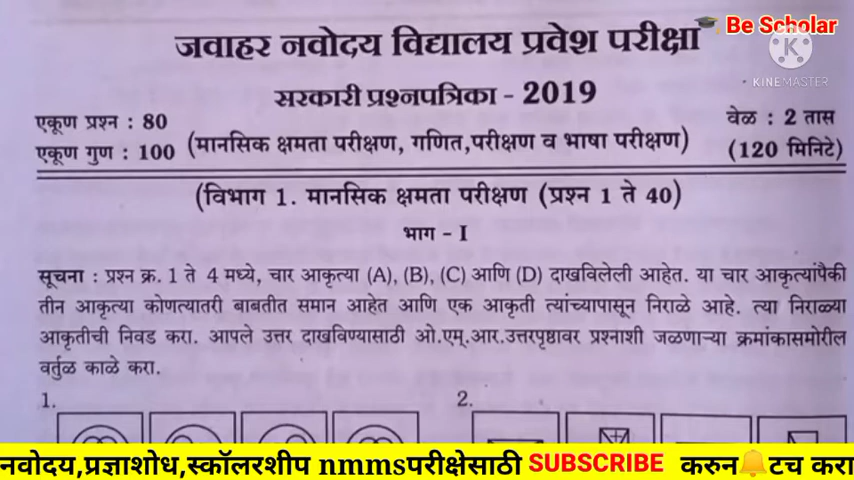 Be Scholar
जवाहर नवोदय विद्यालय प्रवेश परीक्षा
KINEMASTER
सरकारी प्रश्नपत्रिका - 2019
एकूण प्रश्न : 80
वेळ : 2 तास
एकूण गुण : 100 (मानसिक क्षमता परीक्षण, गणित,परीक्षण व भाषा परीक्षण) (120 मिनिटे)
(विभाग 1. मानसिक क्षमता परीक्षण (प्रश्न 1 ते 40)
भाग - I
सूचना : प्रश्न क्र. 1 ते 4 मध्ये, चार आकृत्या (A), (B), (C) आणि (D) दाखविलेली आहेत. या चार आकृत्यांपैकी
तीन आकृत्या कोणत्यातरी बाबतीत समान आहेत आणि एक आकृती त्यांच्यापासून निराळे आहे. त्या निराळ्या
आकृतीची निवड करा. आपले उत्तर दाखविण्यासाठी ओ.एम्.आर.उत्तरपृष्ठावर प्रश्नाशी जळणाऱ्या क्रमांकासमोरील
वर्तुळ काळे करा.
1. 2.
नवोदय,प्रज्ञाशोध,स्कॉलरशीप nmmsपरीक्षेसाठी SUBSCRIBE करुन🔔टच करा